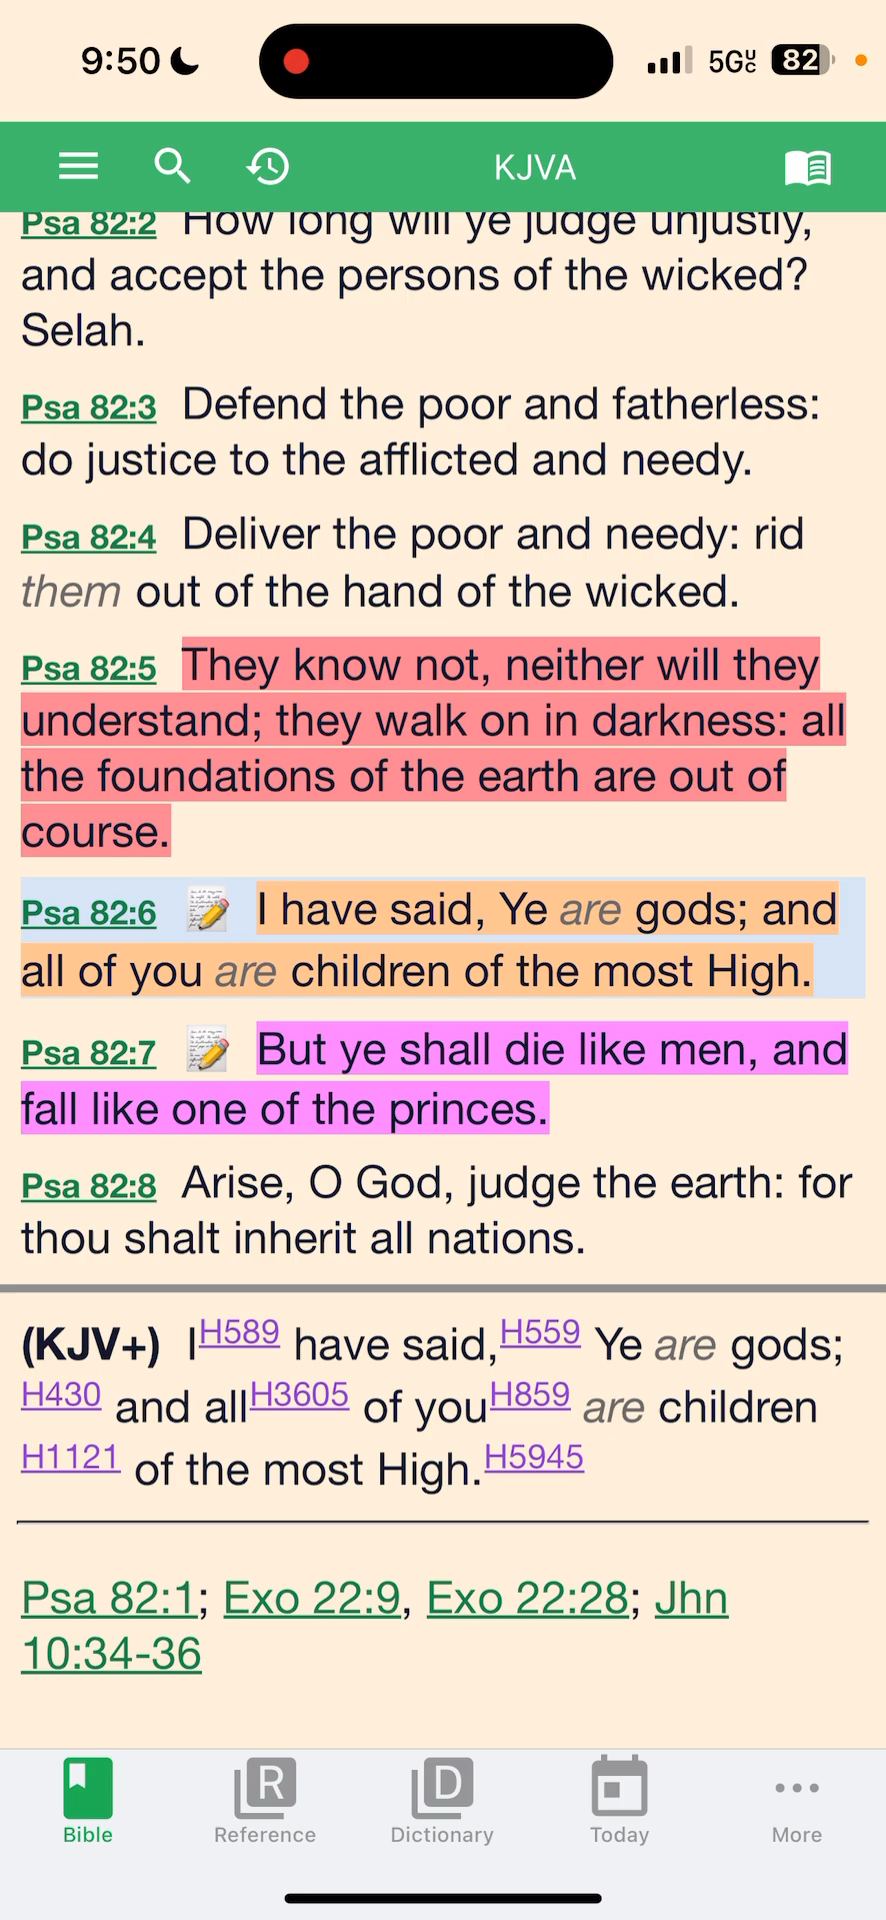 9:50
5G
82
KJVA
Psa 82:2 How long will ye judge unjustly,
and accept the persons of the wicked?
Selah.
Psa 82:3 Defend the poor and fatherless:
do justice to the afflicted and needy.
Psa 82:4 Deliver the poor and needy: rid
them out of the hand of the wicked.
Psa 82:5 They know not, neither will they
understand; they walk on in darkness: all
the foundations of the earth are out of
course.
Psa 82:6 I have said, Ye are gods; and
all of you are children of the most High.
Psa 82:7 But ye shall die like men, and
fall like one of the princes.
Psa 82:8 Arise, O God, judge the earth: for
thou shalt inherit all nations.
(KJV+) IH589 have said,H559 Ye are gods;
H430 and allH3605 of youH859 are children
H1121 of the most High.H5945
Psa 82:1; Exo 22:9, Exo 22:28; Jhn
10:34-36
R
D
Bible
Reference
Dictionary
Today
More